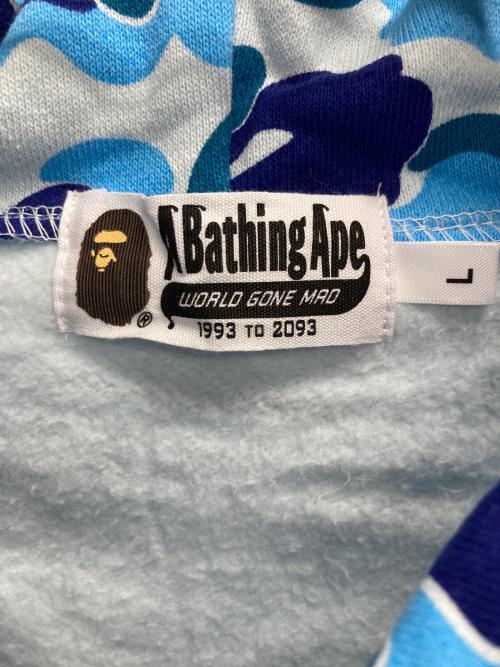 A Bathing Ape
WORLD GONE MAD
1993 TO 2093
®
L